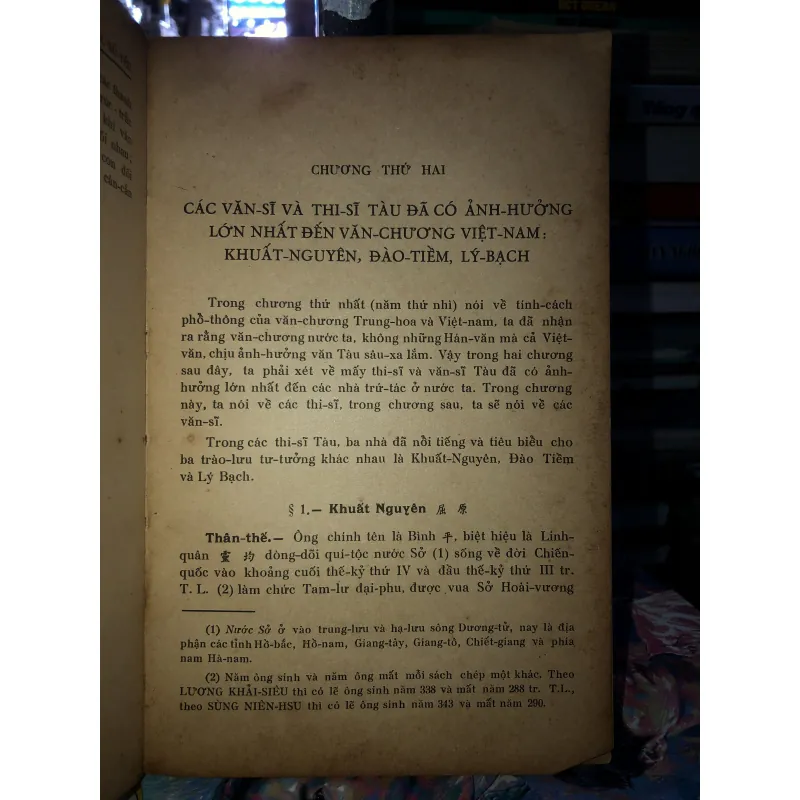 CHƯƠNG THỨ HAI
CÁC VĂN-SĨ VÀ THI-SĨ TÀU ĐÃ CÓ ẢNH-HƯỞNG
LỚN NHẤT ĐẾN VĂN-CHƯƠNG VIỆT-NAM:
KHUẤT-NGUYÊN, ĐÀO-TIỀM, LÝ-BẠCH
Trong chương thứ nhất (năm thứ nhì) nói về tính-cách
phổ-thông của văn-chương Trung-hoa và Việt-nam, ta đã nhận
ra rằng văn-chương nước ta, không những Hán-văn mà cả Việt-
văn, chịu ảnh-hưởng văn Tàu sâu-xa lắm. Vậy trong hai chương
sau đây, ta phải xét về mấy thi-sĩ và văn-sĩ Tàu đã có ảnh-
hưởng lớn nhất đến các nhà trứ-tác ở nước ta. Trong chương
này, ta nói về các thi-sĩ, trong chương sau, ta sẽ nói về các
văn-sĩ.
Trong các thi-sĩ Tàu, ba nhà đã nổi tiếng và tiêu biểu cho
ba trào-lưu tư-tưởng khác nhau là Khuất-Nguyên, Đào Tiềm
và Lý Bạch.
§ 1.— Khuất Nguyên 屈 原
Thân-thế.— Ông chính tên là Bình 平, biệt hiệu là Linh-
quân 靈 均 dòng-dõi quí-tộc nước Sở (1) sống về đời Chiến-
quốc vào khoảng cuối thế-kỷ thứ IV và đầu thế-kỷ thứ III tr.
T. L. (2) làm chức Tam-lư đại-phu, được vua Sở Hoài-vương
(1) Nước Sở ở vào trung-lưu và hạ-lưu sông Dương-tử, nay là địa
phận các tỉnh Hồ-bắc, Hồ-nam, Giang-tây, Giang-tô, Chiết-giang và phía
nam Hà-nam.
(2) Năm ông sinh và năm ông mất mỗi sách chép một khác. Theo
LƯƠNG KHẢI-SIÊU thì có lẽ ông sinh năm 338 và mất năm 288 tr. T.L.,
theo SÙNG NIÊN-HSU thì có lẽ ông sinh năm 343 và mất năm 290.